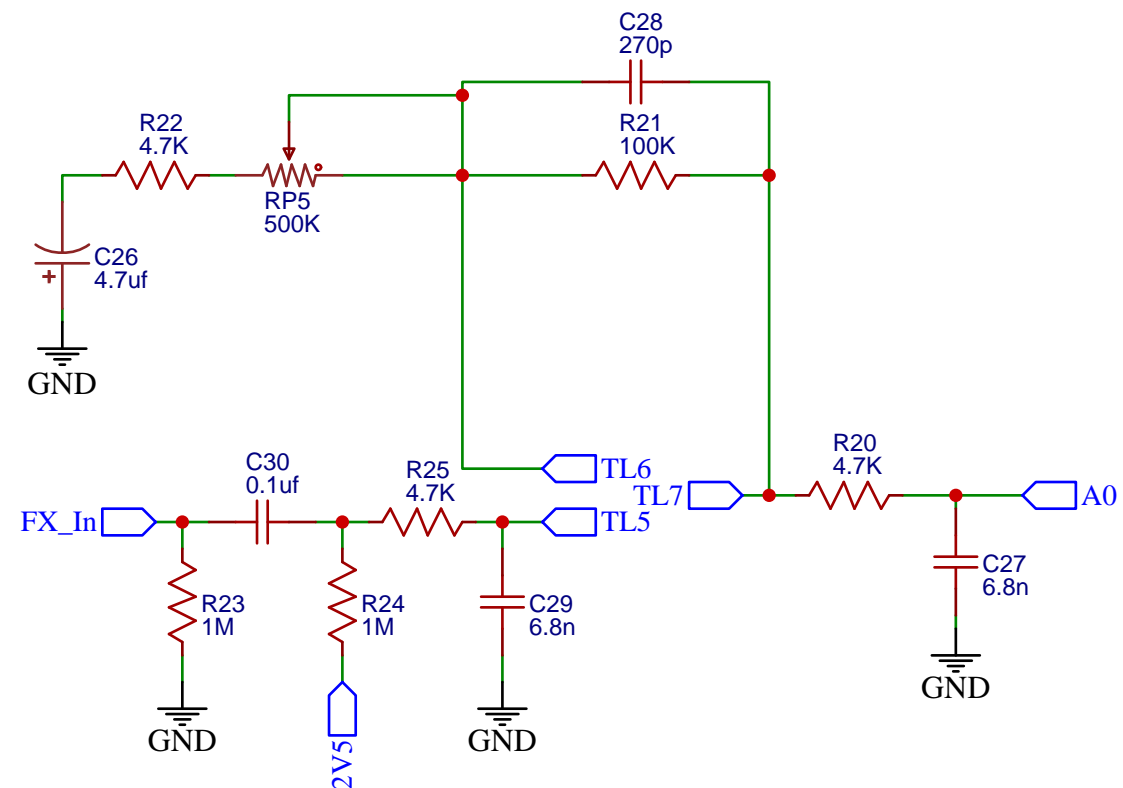 C28
270p
R22
4.7K
R21
100K
RP5
500K
C26
4.7uf
+
GND
C30
0.1uf
R25
4.7K
TL6
R20
4.7K
TL7
A0
FX_In
TL5
C27
6.8n
R23
1M
R24
1M
C29
6.8n
GND
GND
GND
2V5